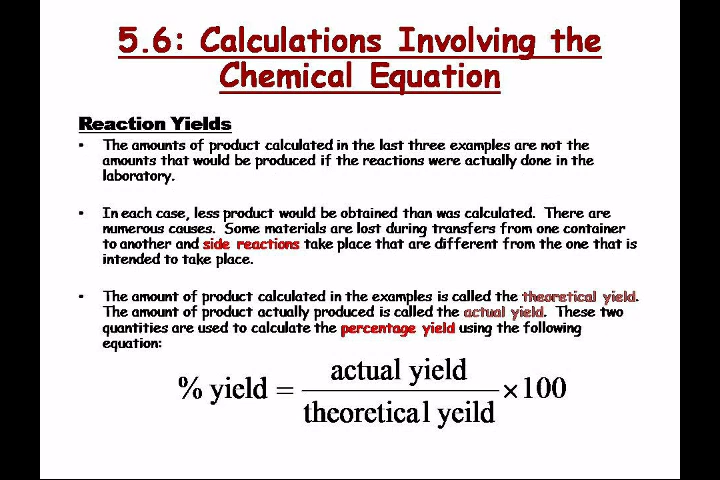 5.6: Calculations Involving the
Chemical Equation
Reaction Yields
• The amounts of product calculated in the last three examples are not the
amounts that would be produced if the reactions were actually done in the
laboratory.
• In each case, less product would be obtained than was calculated. There are
numerous causes. Some materials are lost during transfers from one container
to another and side reactions take place that are different from the one that is
intended to take place.
• The amount of product calculated in the examples is called the theoretical yield.
The amount of product actually produced is called the actual yield. These two
quantities are used to calculate the percentage yield using the following
equation:
actual yield
% yield = ×100
theoretical yeild